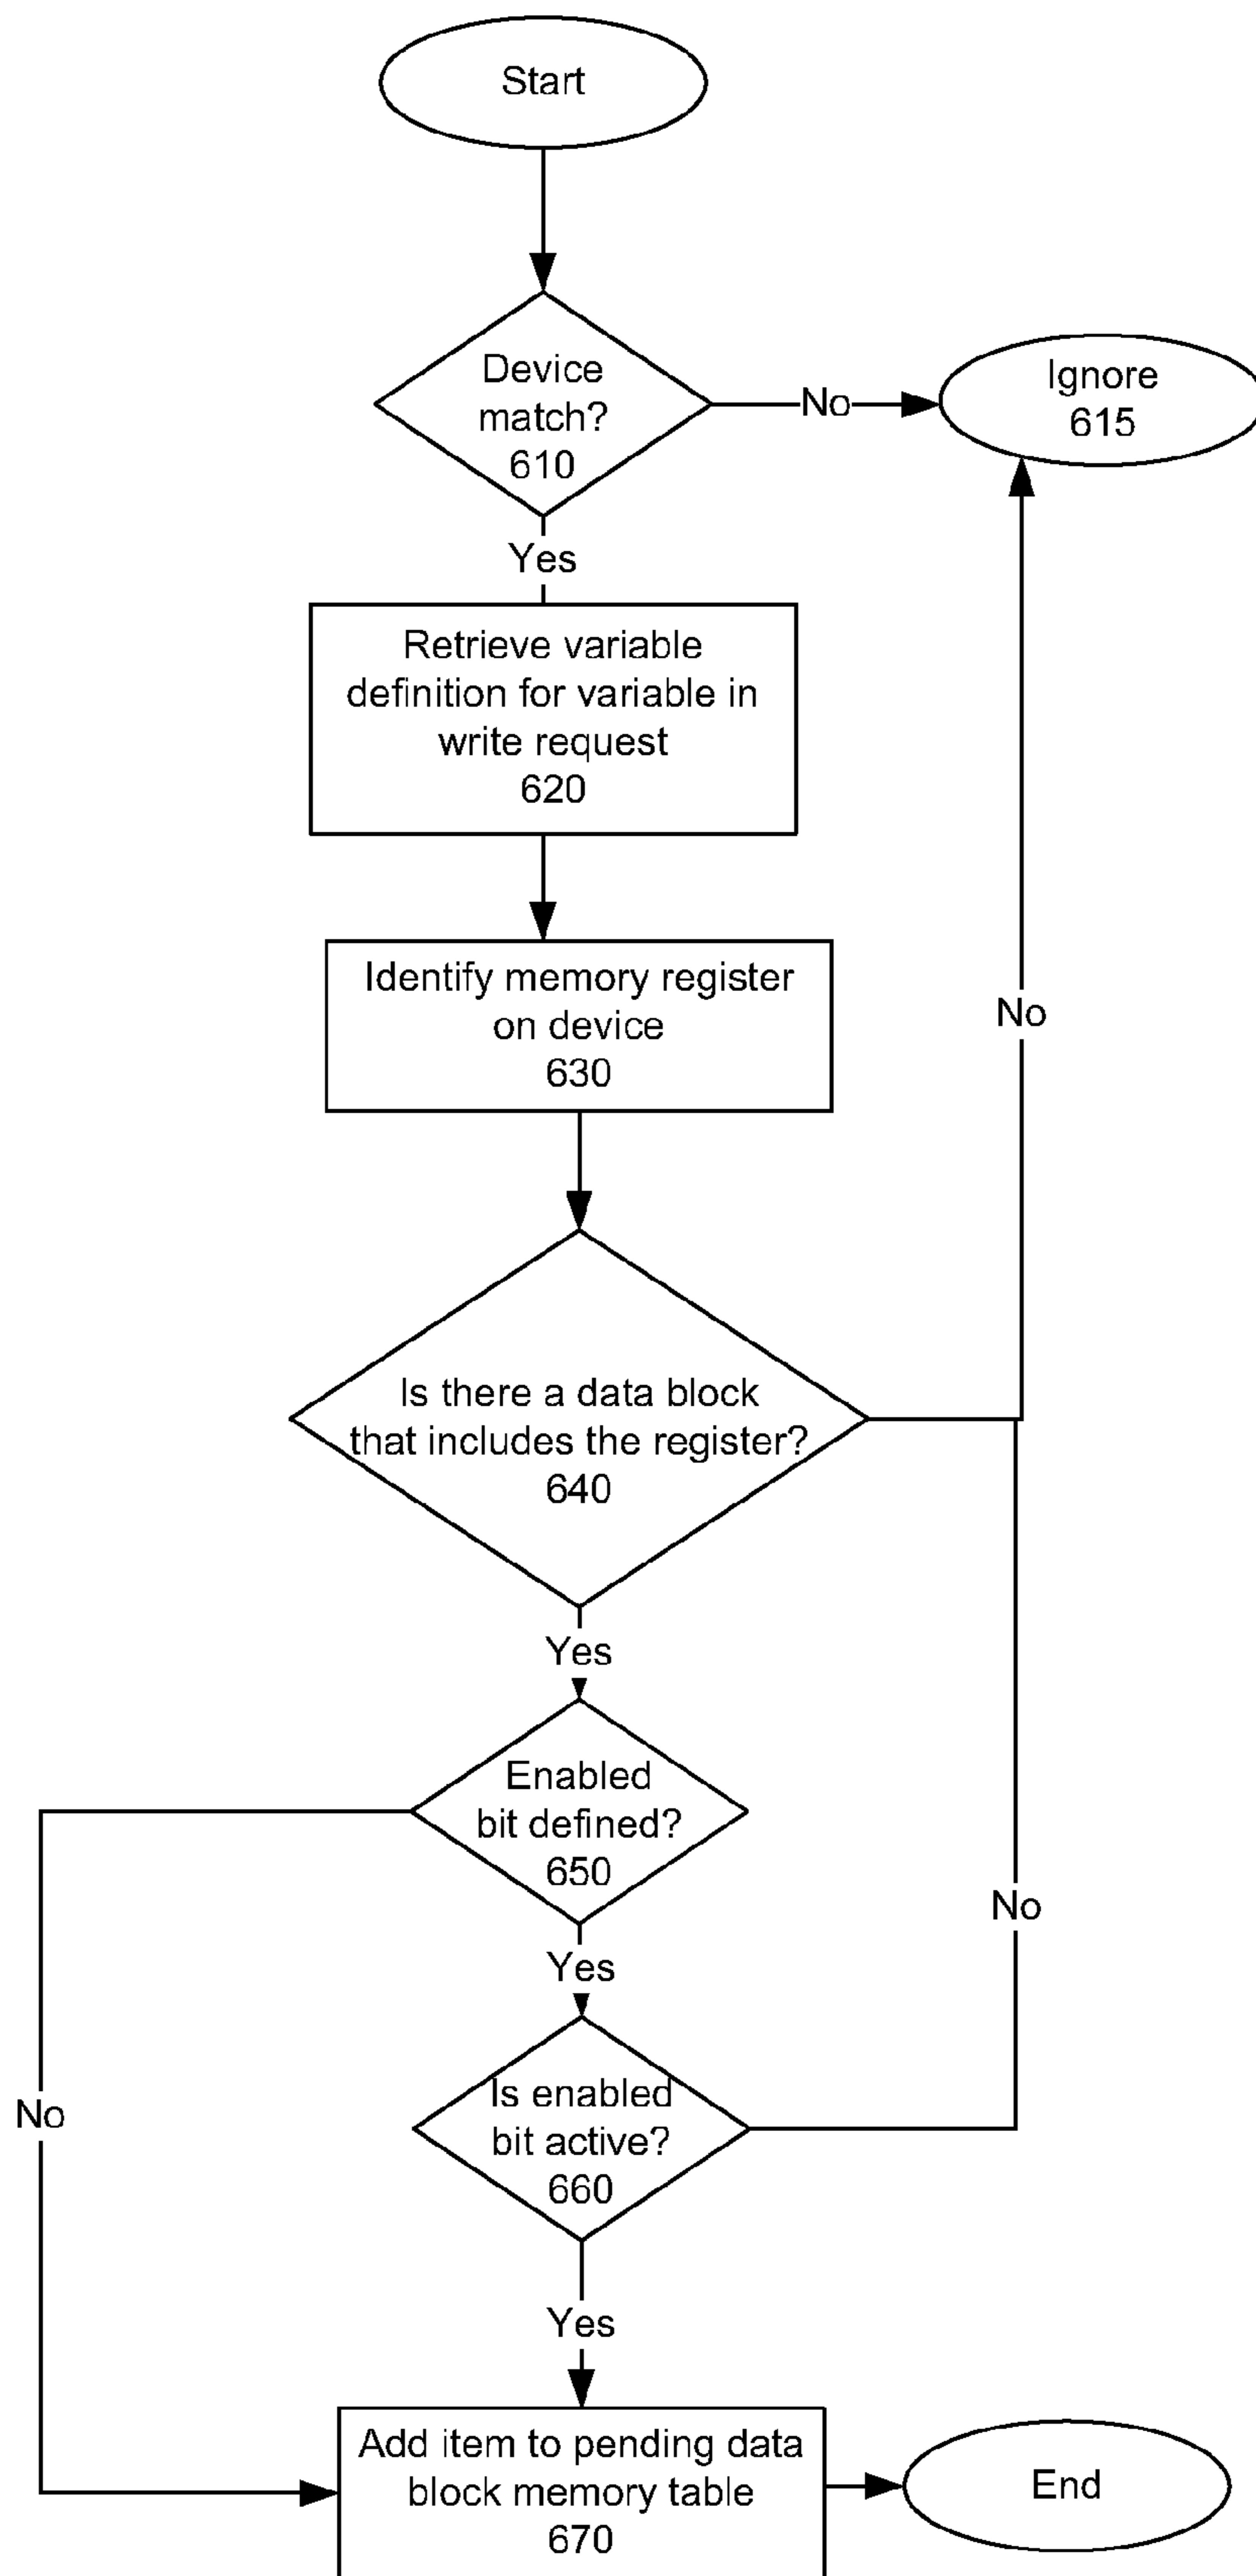 Start
Device
match?
610
No
Ignore
615
Yes
Retrieve variable
definition for variable in
write request
620
Identify memory register
on device
630
No
Is there a data block
that includes the register?
640
Yes
Enabled
bit defined?
650
No
Yes
Is enabled
bit active?
660
No
Yes
Add item to pending data
block memory table
670
End